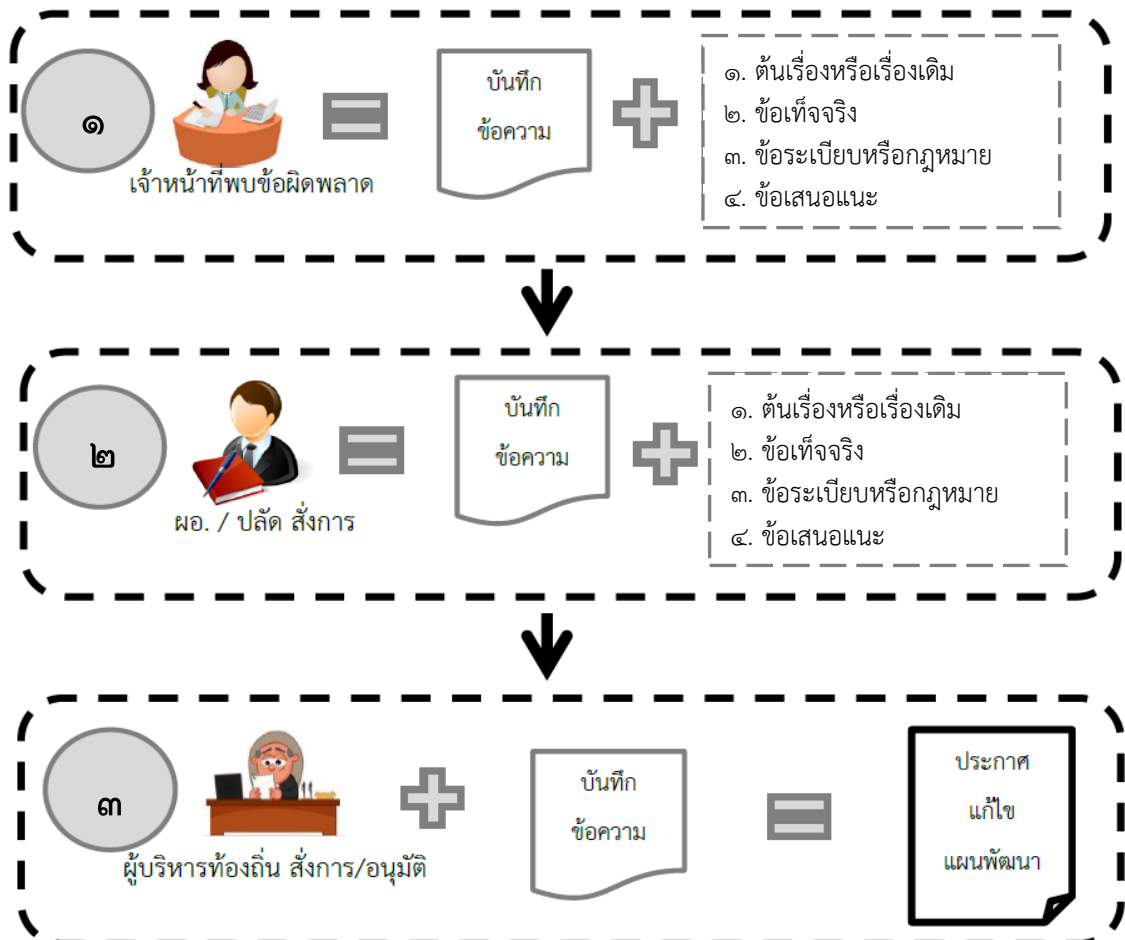 ๑
เจ้าหน้าที่พบข้อผิดพลาด
บันทึก
ข้อความ
๑. ต้นเรื่องหรือเรื่องเดิม
๒. ข้อเท็จจริง
๓. ข้อระเบียบหรือกฎหมาย
๔. ข้อเสนอแนะ
๒
ผอ. / ปลัด สั่งการ
บันทึก
ข้อความ
๑. ต้นเรื่องหรือเรื่องเดิม
๒. ข้อเท็จจริง
๓. ข้อระเบียบหรือกฎหมาย
๔. ข้อเสนอแนะ
๓
ผู้บริหารท้องถิ่น สั่งการ/อนุมัติ
บันทึก
ข้อความ
ประกาศ
แก้ไข
แผนพัฒนา